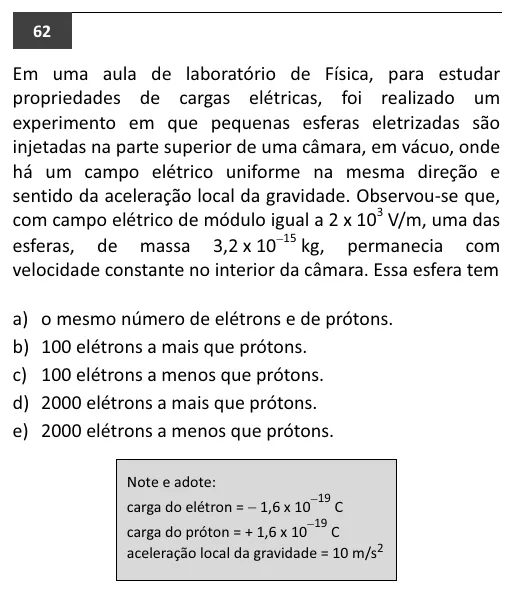 62
Em uma aula de laboratório de Física, para estudar
propriedades de cargas elétricas, foi realizado um
experimento em que pequenas esferas eletrizadas são
injetadas na parte superior de uma câmara, em vácuo, onde
há um campo elétrico uniforme na mesma direção e
sentido da aceleração local da gravidade. Observou-se que,
com campo elétrico de módulo igual a 2 x 10³ V/m, uma das
esferas, de massa 3,2 x 10⁻¹⁵ kg, permanecia com
velocidade constante no interior da câmara. Essa esfera tem
a) o mesmo número de elétrons e de prótons.
b) 100 elétrons a mais que prótons.
c) 100 elétrons a menos que prótons.
d) 2000 elétrons a mais que prótons.
e) 2000 elétrons a menos que prótons.
Note e adote:
carga do elétron = − 1,6 x 10⁻¹⁹ C
carga do próton = + 1,6 x 10⁻¹⁹ C
aceleração local da gravidade = 10 m/s²